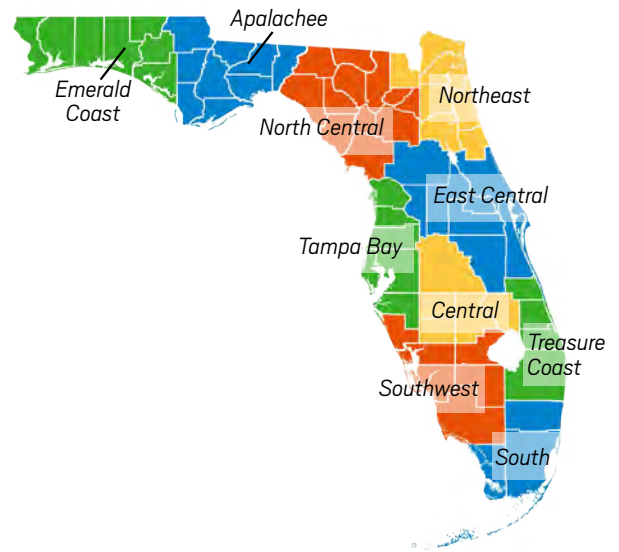 Apalachee
Emerald
Coast
Northeast
North Central
East Central
Tampa Bay
Central
Treasure
Coast
Southwest
South